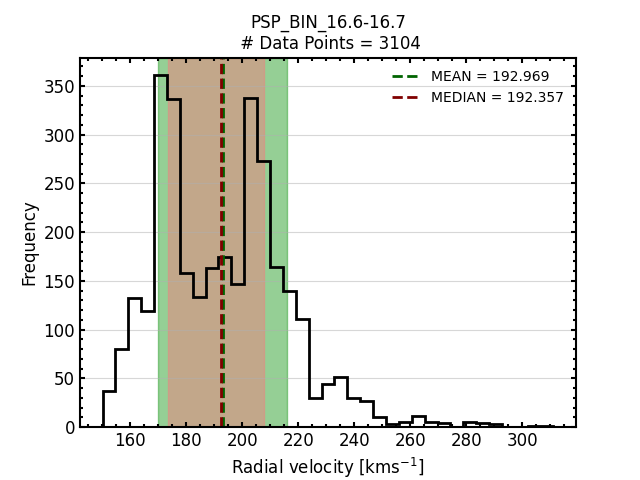 PSP_BIN_16.6-16.7
# Data Points = 3104
MEAN = 192.969
MEDIAN = 192.357
Frequency
350
300
250
200
150
100
50
0
160 180 200 220 240 260 280 300
Radial velocity [kms⁻¹]